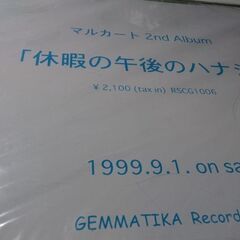 マルカート 2nd Album
「休暇の午後のハナシ
¥2,100 (tax in) RSCG1006
1999.9.1. on sa
GEMMATIKA Record